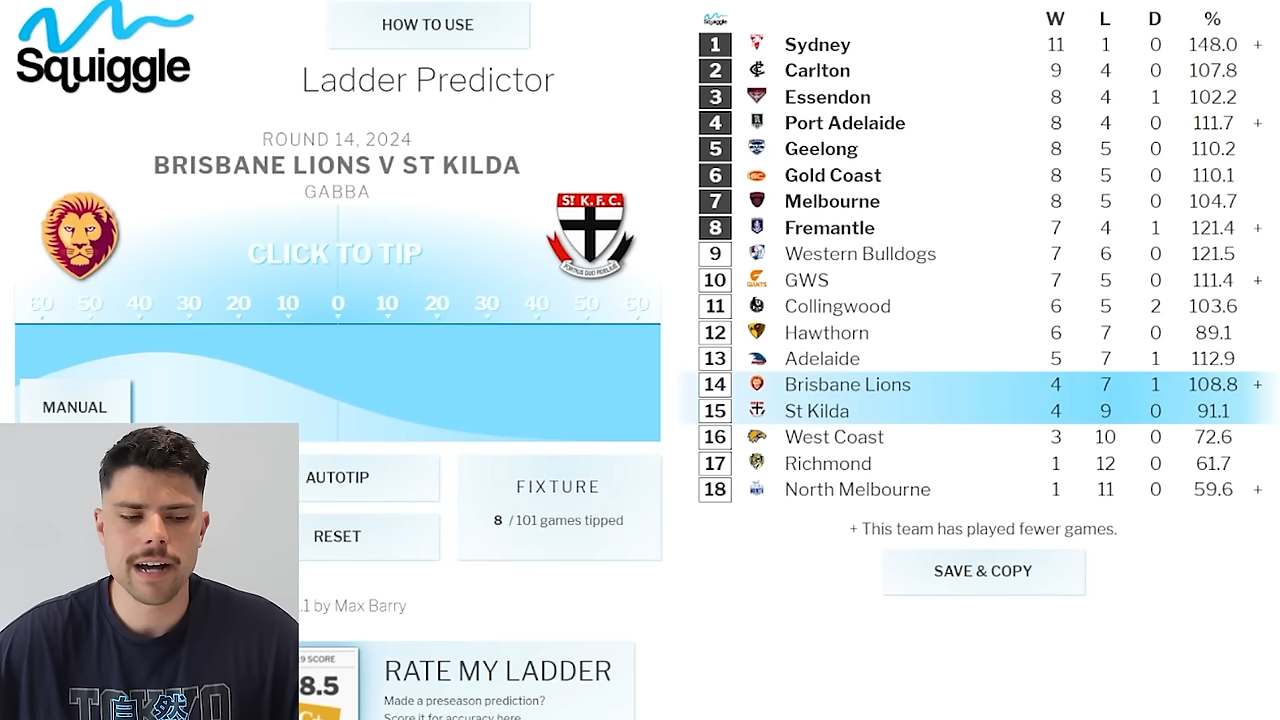 Squiggle
HOW TO USE
Ladder Predictor
ROUND 14, 2024
BRISBANE LIONS V ST KILDA
GABBA
ST K.F.C.
CLICK TO TIP
60 50 40 30 20 10 0 10 20 30 40 50 60
MANUAL
AUTOTIP
RESET
FIXTURE
8 / 101 games tipped
.1 by Max Barry
9 SCORE
8.5
C+
RATE MY LADDER
Made a preseason prediction?
Score it for accuracy here
TOKYO
自然
W L D %
1 Sydney 11 1 0 148.0 +
2 Carlton 9 4 0 107.8
3 Essendon 8 4 1 102.2
4 Port Adelaide 8 4 0 111.7 +
5 Geelong 8 5 0 110.2
6 Gold Coast 8 5 0 110.1
7 Melbourne 8 5 0 104.7
8 Fremantle 7 4 1 121.4 +
9 Western Bulldogs 7 6 0 121.5
10 GWS 7 5 0 111.4 +
11 Collingwood 6 5 2 103.6
12 Hawthorn 6 7 0 89.1
13 Adelaide 5 7 1 112.9
14 Brisbane Lions 4 7 1 108.8 +
15 St Kilda 4 9 0 91.1
16 West Coast 3 10 0 72.6
17 Richmond 1 12 0 61.7
18 North Melbourne 1 11 0 59.6 +
+ This team has played fewer games.
SAVE & COPY